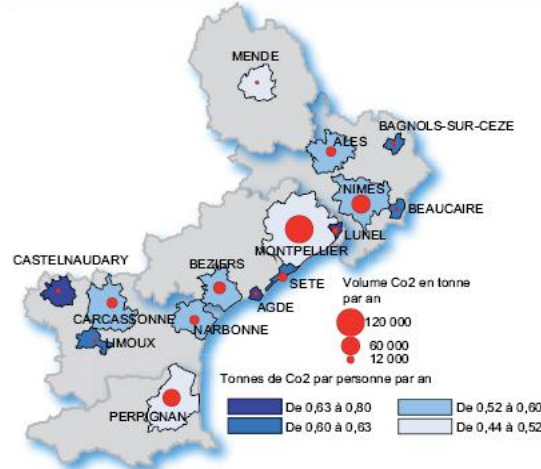 MENDE
BAGNOLS-SUR-CEZE
ALES
NIMES
BEAUCAIRE
LUNEL
MONTPELLIER
CASTELNAUDARY
BEZIERS
SETE
AGDE
CARCASSONNE
NARBONNE
LIMOUX
PERPIGNAN
Volume Co2 en tonne
par an
120 000
60 000
12 000
Tonnes de Co2 par personne par an
De 0,63 à 0,80
De 0,52 à 0,60
De 0,60 à 0,63
De 0,44 à 0,52